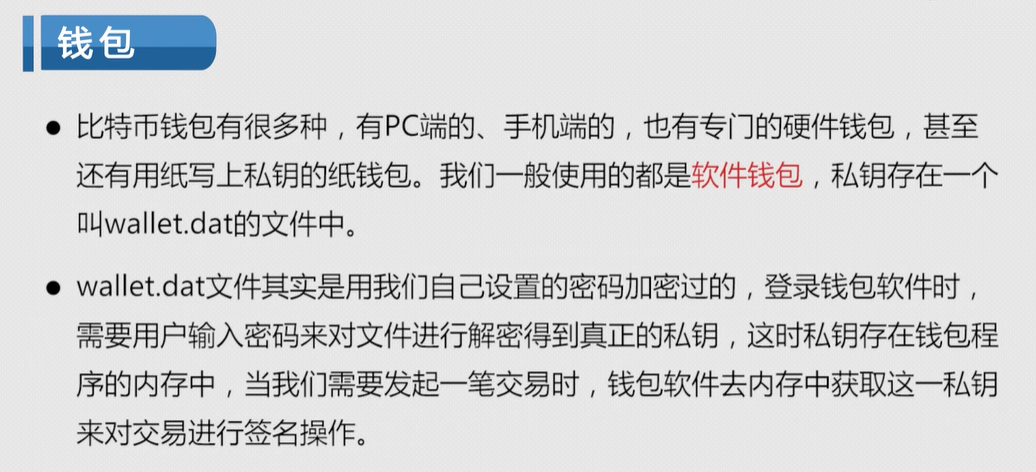 钱包
● 比特币钱包有很多种，有PC端的、手机端的，也有专门的硬件钱包，甚至
还有用纸写上私钥的纸钱包。我们一般使用的都是软件钱包，私钥存在一个
叫wallet.dat的文件中。
● wallet.dat文件其实是用我们自己设置的密码加密过的，登录钱包软件时，
需要用户输入密码来对文件进行解密得到真正的私钥，这时私钥存在钱包程
序的内存中，当我们需要发起一笔交易时，钱包软件去内存中获取这一私钥
来对交易进行签名操作。